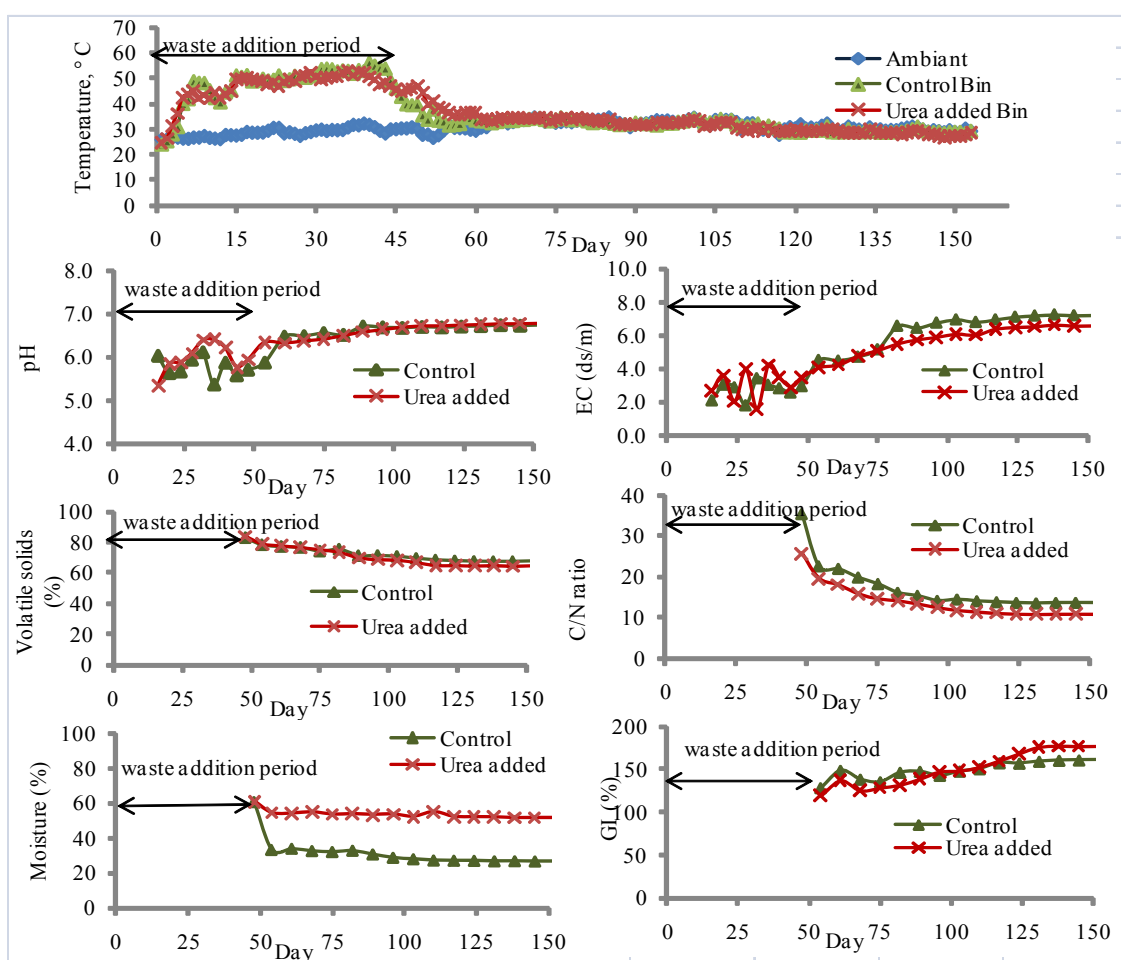 70
60
50
40
30
20
10
0
Temperature, ° C
waste addition period
Ambiant
Control Bin
Urea added Bin
0 15 30 45 60 75 90 105 120 135 150
Day
8.0
7.0
6.0
5.0
4.0
pH
waste addition period
Control
Urea added
0 25 50 75 100 125 150
Day
10.0
8.0
6.0
4.0
2.0
0.0
EC (ds/m)
waste addition period
Control
Urea added
0 25 50 75 100 125 150
Day
100
80
60
40
20
0
Volatile solids
(%)
waste addition period
Control
Urea added
0 25 50 75 100 125 150
Day
40
30
20
10
0
C/N ratio
waste addition period
Control
Urea added
0 25 50 75 100 125 150
Day
100
80
60
40
20
0
Moisture (%)
waste addition period
Control
Urea added
0 25 50 75 100 125 150
Day
200
150
100
50
0
GI (%)
waste addition period
Control
Urea added
0 25 50 75 100 125 150
Day